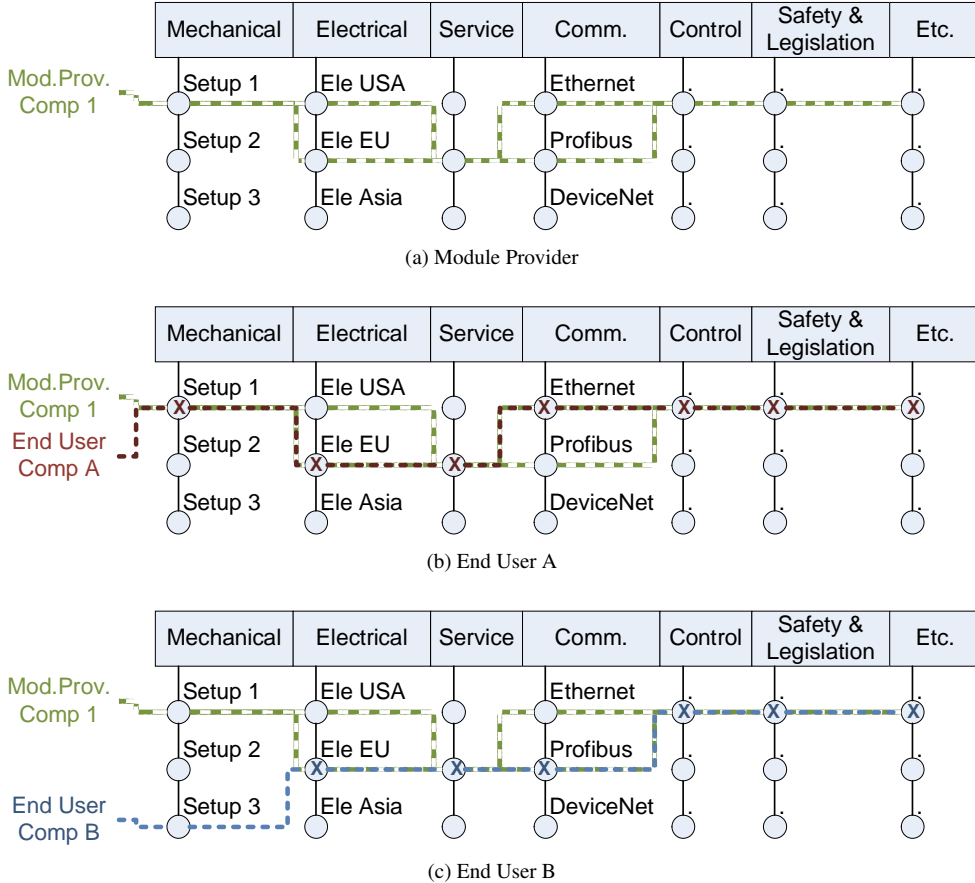 Mechanical Electrical Service Comm. Control Safety & Legislation Etc.
Mod.Prov.
Comp 1
Setup 1 Ele USA Ethernet . . .
Setup 2 Ele EU Profibus . . .
Setup 3 Ele Asia DeviceNet . . .
(a) Module Provider
Mechanical Electrical Service Comm. Control Safety & Legislation Etc.
Mod.Prov.
Comp 1
End User
Comp A
Setup 1 Ele USA Ethernet . . .
X X X X X
Setup 2 Ele EU Profibus . . .
X X
Setup 3 Ele Asia DeviceNet . . .
(b) End User A
Mechanical Electrical Service Comm. Control Safety & Legislation Etc.
Mod.Prov.
Comp 1
Setup 1 Ele USA Ethernet . . .
X X X
Setup 2 Ele EU Profibus . . .
X X X
End User
Comp B
Setup 3 Ele Asia DeviceNet . . .
(c) End User B